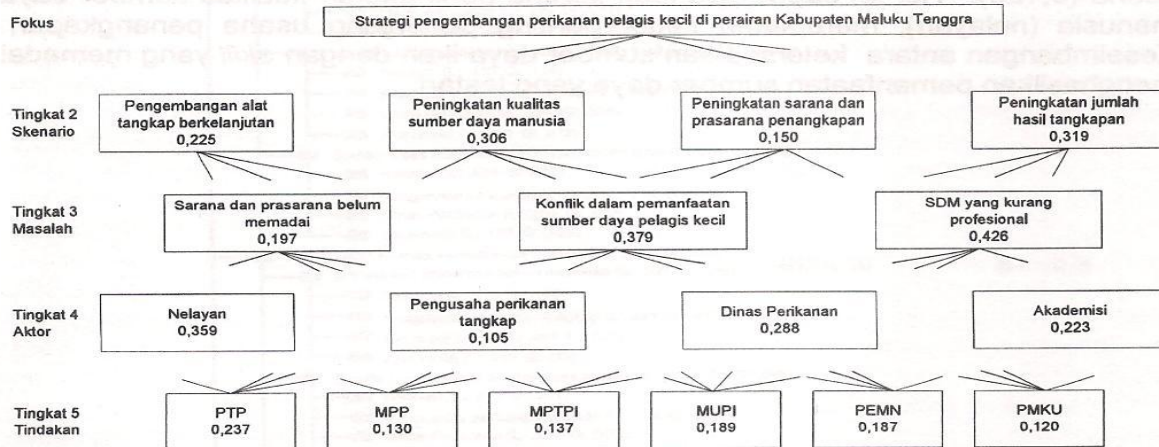 Fokus
Strategi pengembangan perikanan pelagis kecil di perairan Kabupaten Maluku Tenggra
Tingkat 2
Skenario
Pengembangan alat
tangkap berkelanjutan
0,225
Peningkatan kualitas
sumber daya manusia
0,306
Peningkatan sarana dan
prasarana penangkapan
0,150
Peningkatan jumlah
hasil tangkapan
0,319
Tingkat 3
Masalah
Sarana dan prasarana belum
memadai
0,197
Konflik dalam pemanfaatan
sumber daya pelagis kecil
0,379
SDM yang kurang
profesional
0,426
Tingkat 4
Aktor
Nelayan
0,359
Pengusaha perikanan
tangkap
0,105
Dinas Perikanan
0,288
Akademisi
0,223
Tingkat 5
Tindakan
PTP
0,237
MPP
0,130
MPTPI
0,137
MUPI
0,189
PEMN
0,187
PMKU
0,120